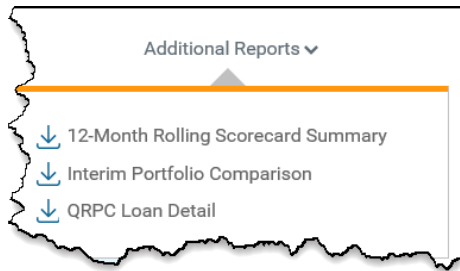 Additional Reports
12-Month Rolling Scorecard Summary
Interim Portfolio Comparison
QRPC Loan Detail